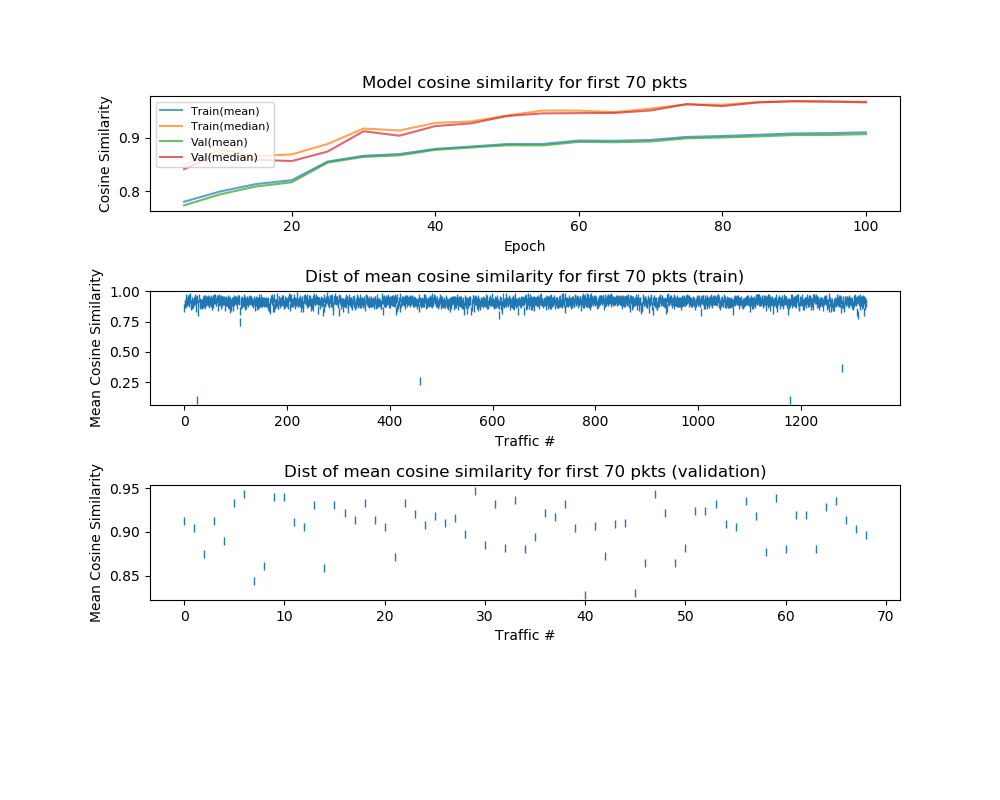 Model cosine similarity for first 70 pkts
Cosine Similarity
0.9
0.8
Train(mean)
Train(median)
Val(mean)
Val(median)
20 40 60 80 100
Epoch
Dist of mean cosine similarity for first 70 pkts (train)
Mean Cosine Similarity
1.00
0.75
0.50
0.25
0 200 400 600 800 1000 1200
Traffic #
Dist of mean cosine similarity for first 70 pkts (validation)
Mean Cosine Similarity
0.95
0.90
0.85
0 10 20 30 40 50 60 70
Traffic #